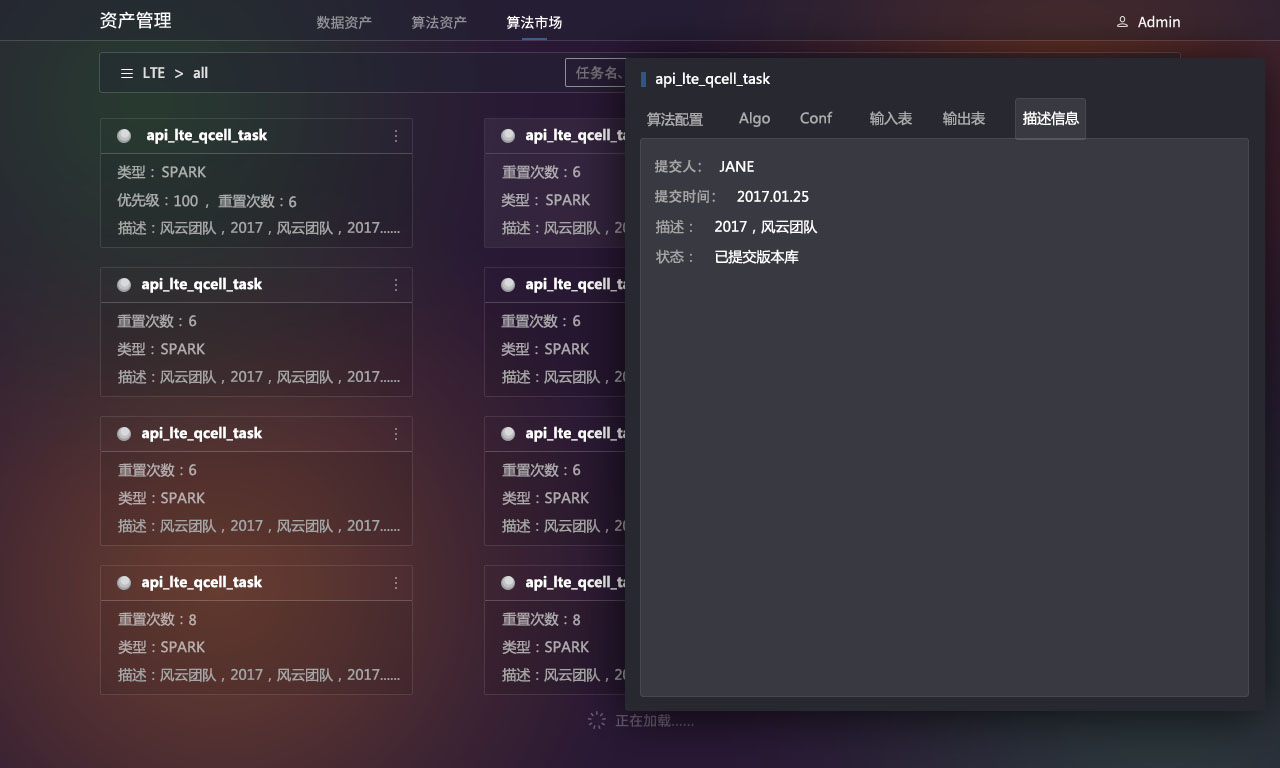 资产管理
数据资产
算法资产
算法市场
Admin
LTE > all
任务名、
api_lte_qcell_task
类型：SPARK
优先级：100 ， 重置次数：6
描述：风云团队，2017，风云团队，2017......
api_lte_qcell_ta
重置次数：6
类型：SPARK
描述：风云团队，20
api_lte_qcell_task
重置次数：6
类型：SPARK
描述：风云团队，2017，风云团队，2017......
api_lte_qcell_ta
重置次数：6
类型：SPARK
描述：风云团队，20
api_lte_qcell_task
重置次数：6
类型：SPARK
描述：风云团队，2017，风云团队，2017......
api_lte_qcell_ta
重置次数：6
类型：SPARK
描述：风云团队，20
api_lte_qcell_task
重置次数：8
类型：SPARK
描述：风云团队，2017，风云团队，2017......
api_lte_qcell_ta
重置次数：8
类型：SPARK
描述：风云团队，20
正在加载......
api_lte_qcell_task
算法配置
Algo
Conf
输入表
输出表
描述信息
提交人： JANE
提交时间： 2017.01.25
描述： 2017，风云团队
状态： 已提交版本库